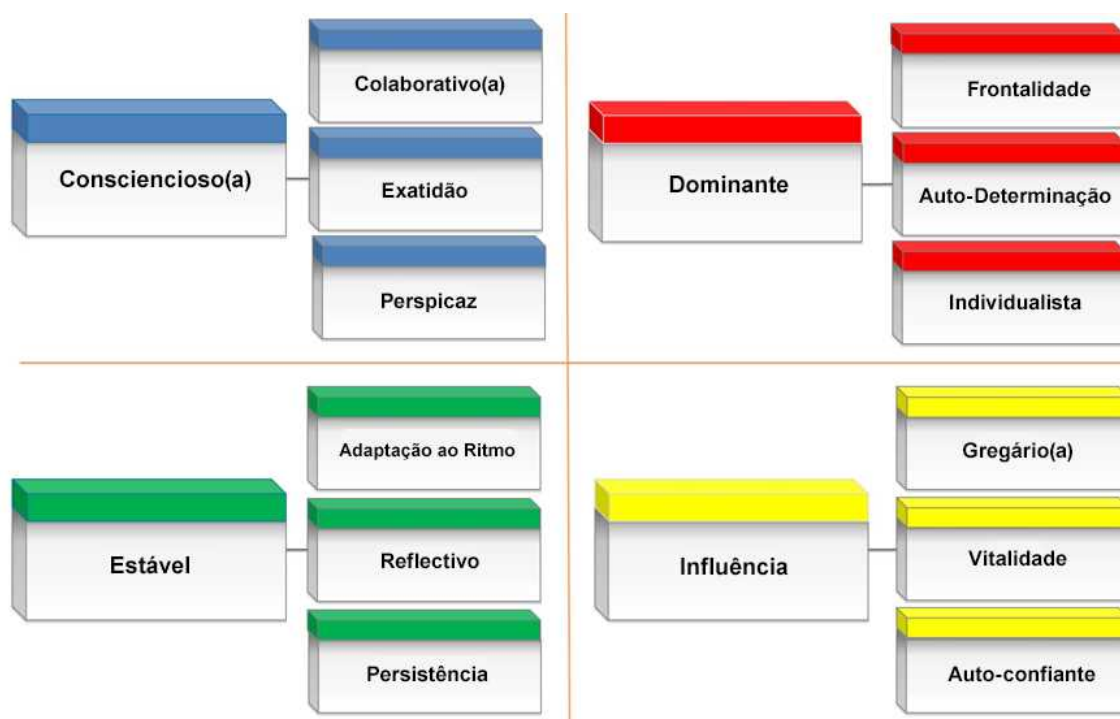 Consciencioso(a)
Colaborativo(a)
Exatidão
Perspicaz
Dominante
Frontalidade
Auto-Determinação
Individualista
Estável
Adaptação ao Ritmo
Reflectivo
Persistência
Influência
Gregário(a)
Vitalidade
Auto-confiante